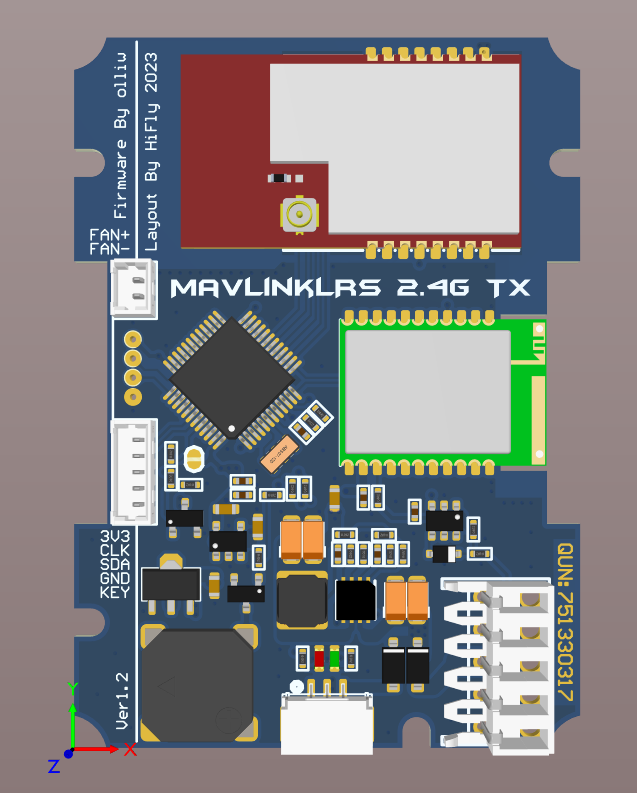 Firmware By olliw
Layout By HiFly 2023
FAN+
FAN-
MAVLINKLRS 2.4G TX
3V3
CLK
SDA
GND
KEY
QUN:751330317
Ver1.2
Y
X
Z